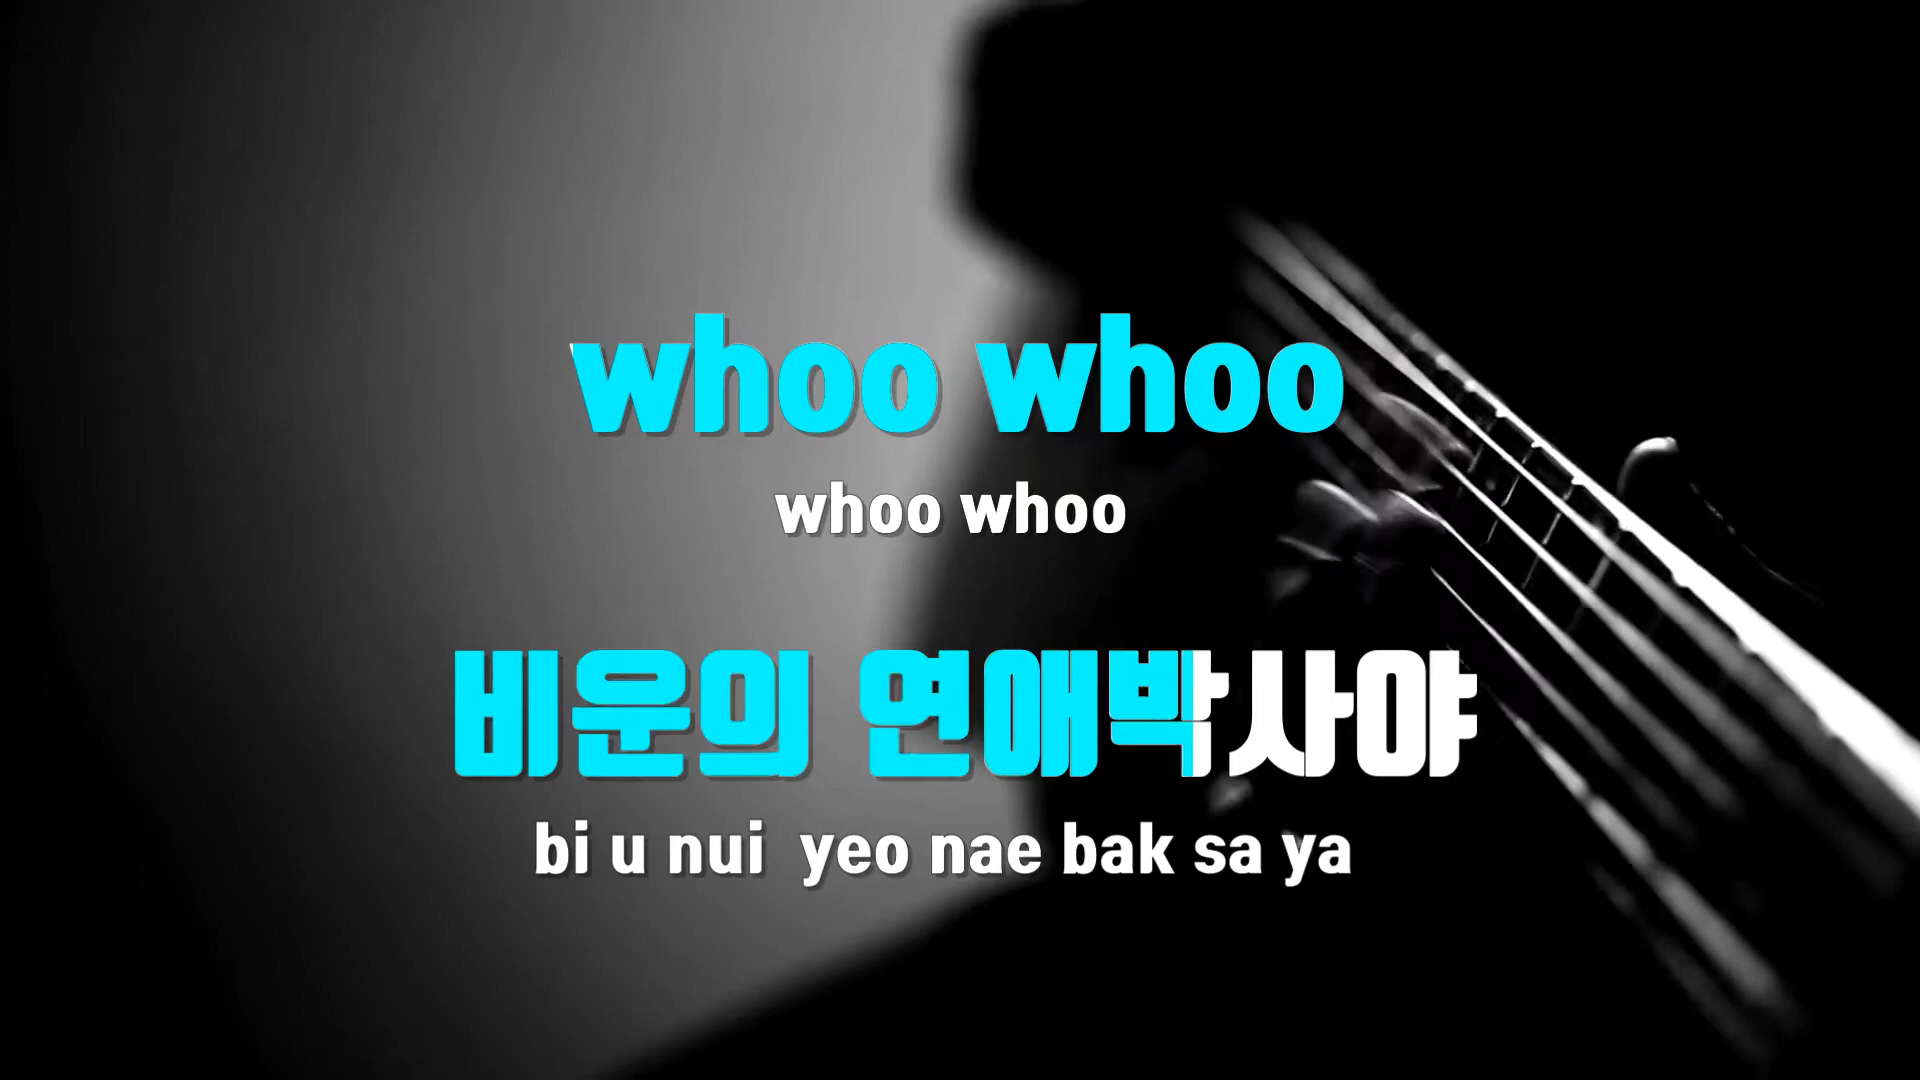 whoo whoo
whoo whoo
비운의 연애박사야
bi u nui  yeo nae bak sa ya